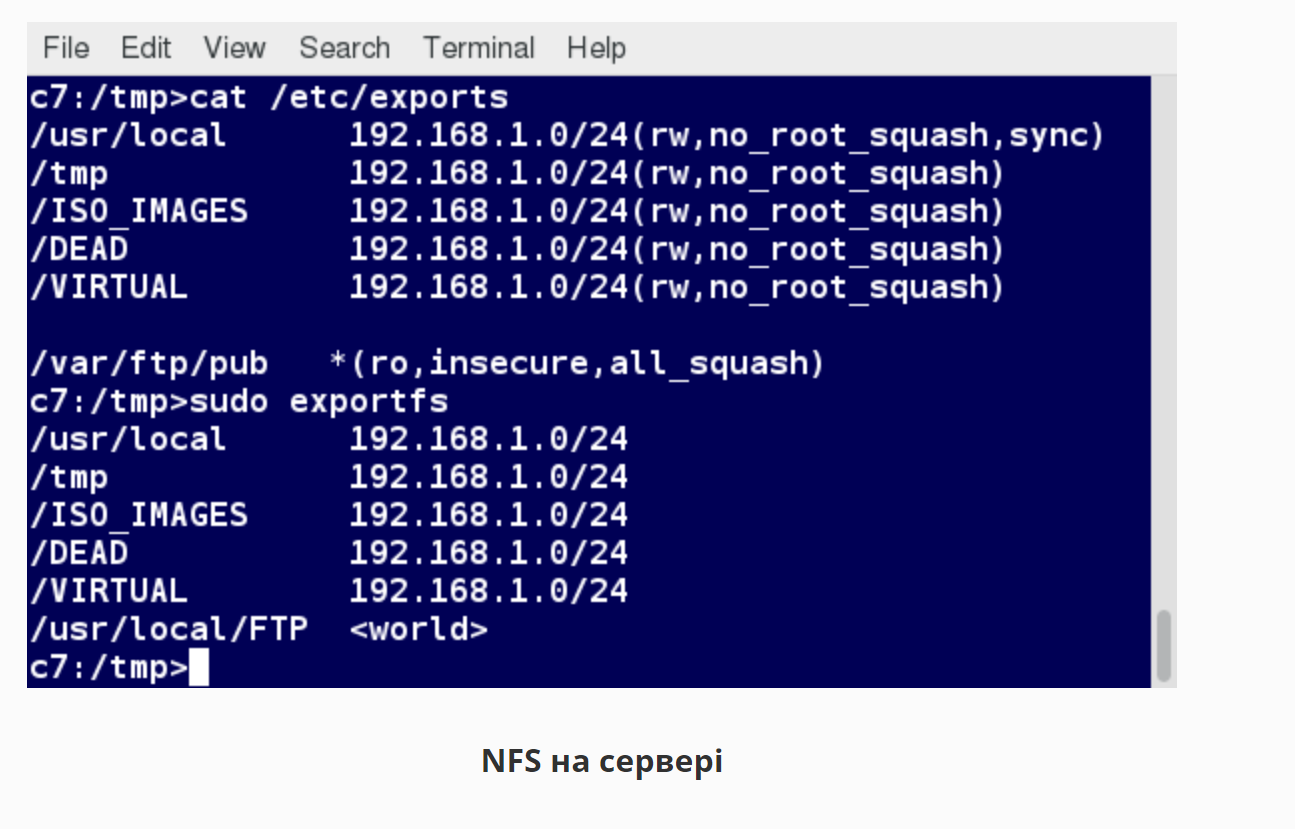 File Edit View Search Terminal Help
c7:/tmp>cat /etc/exports
/usr/local 192.168.1.0/24(rw,no_root_squash,sync)
/tmp 192.168.1.0/24(rw,no_root_squash)
/ISO_IMAGES 192.168.1.0/24(rw,no_root_squash)
/DEAD 192.168.1.0/24(rw,no_root_squash)
/VIRTUAL 192.168.1.0/24(rw,no_root_squash)
/var/ftp/pub *(ro,insecure,all_squash)
c7:/tmp>sudo exportfs
/usr/local 192.168.1.0/24
/tmp 192.168.1.0/24
/ISO_IMAGES 192.168.1.0/24
/DEAD 192.168.1.0/24
/VIRTUAL 192.168.1.0/24
/usr/local/FTP <world>
c7:/tmp>
NFS на сервері